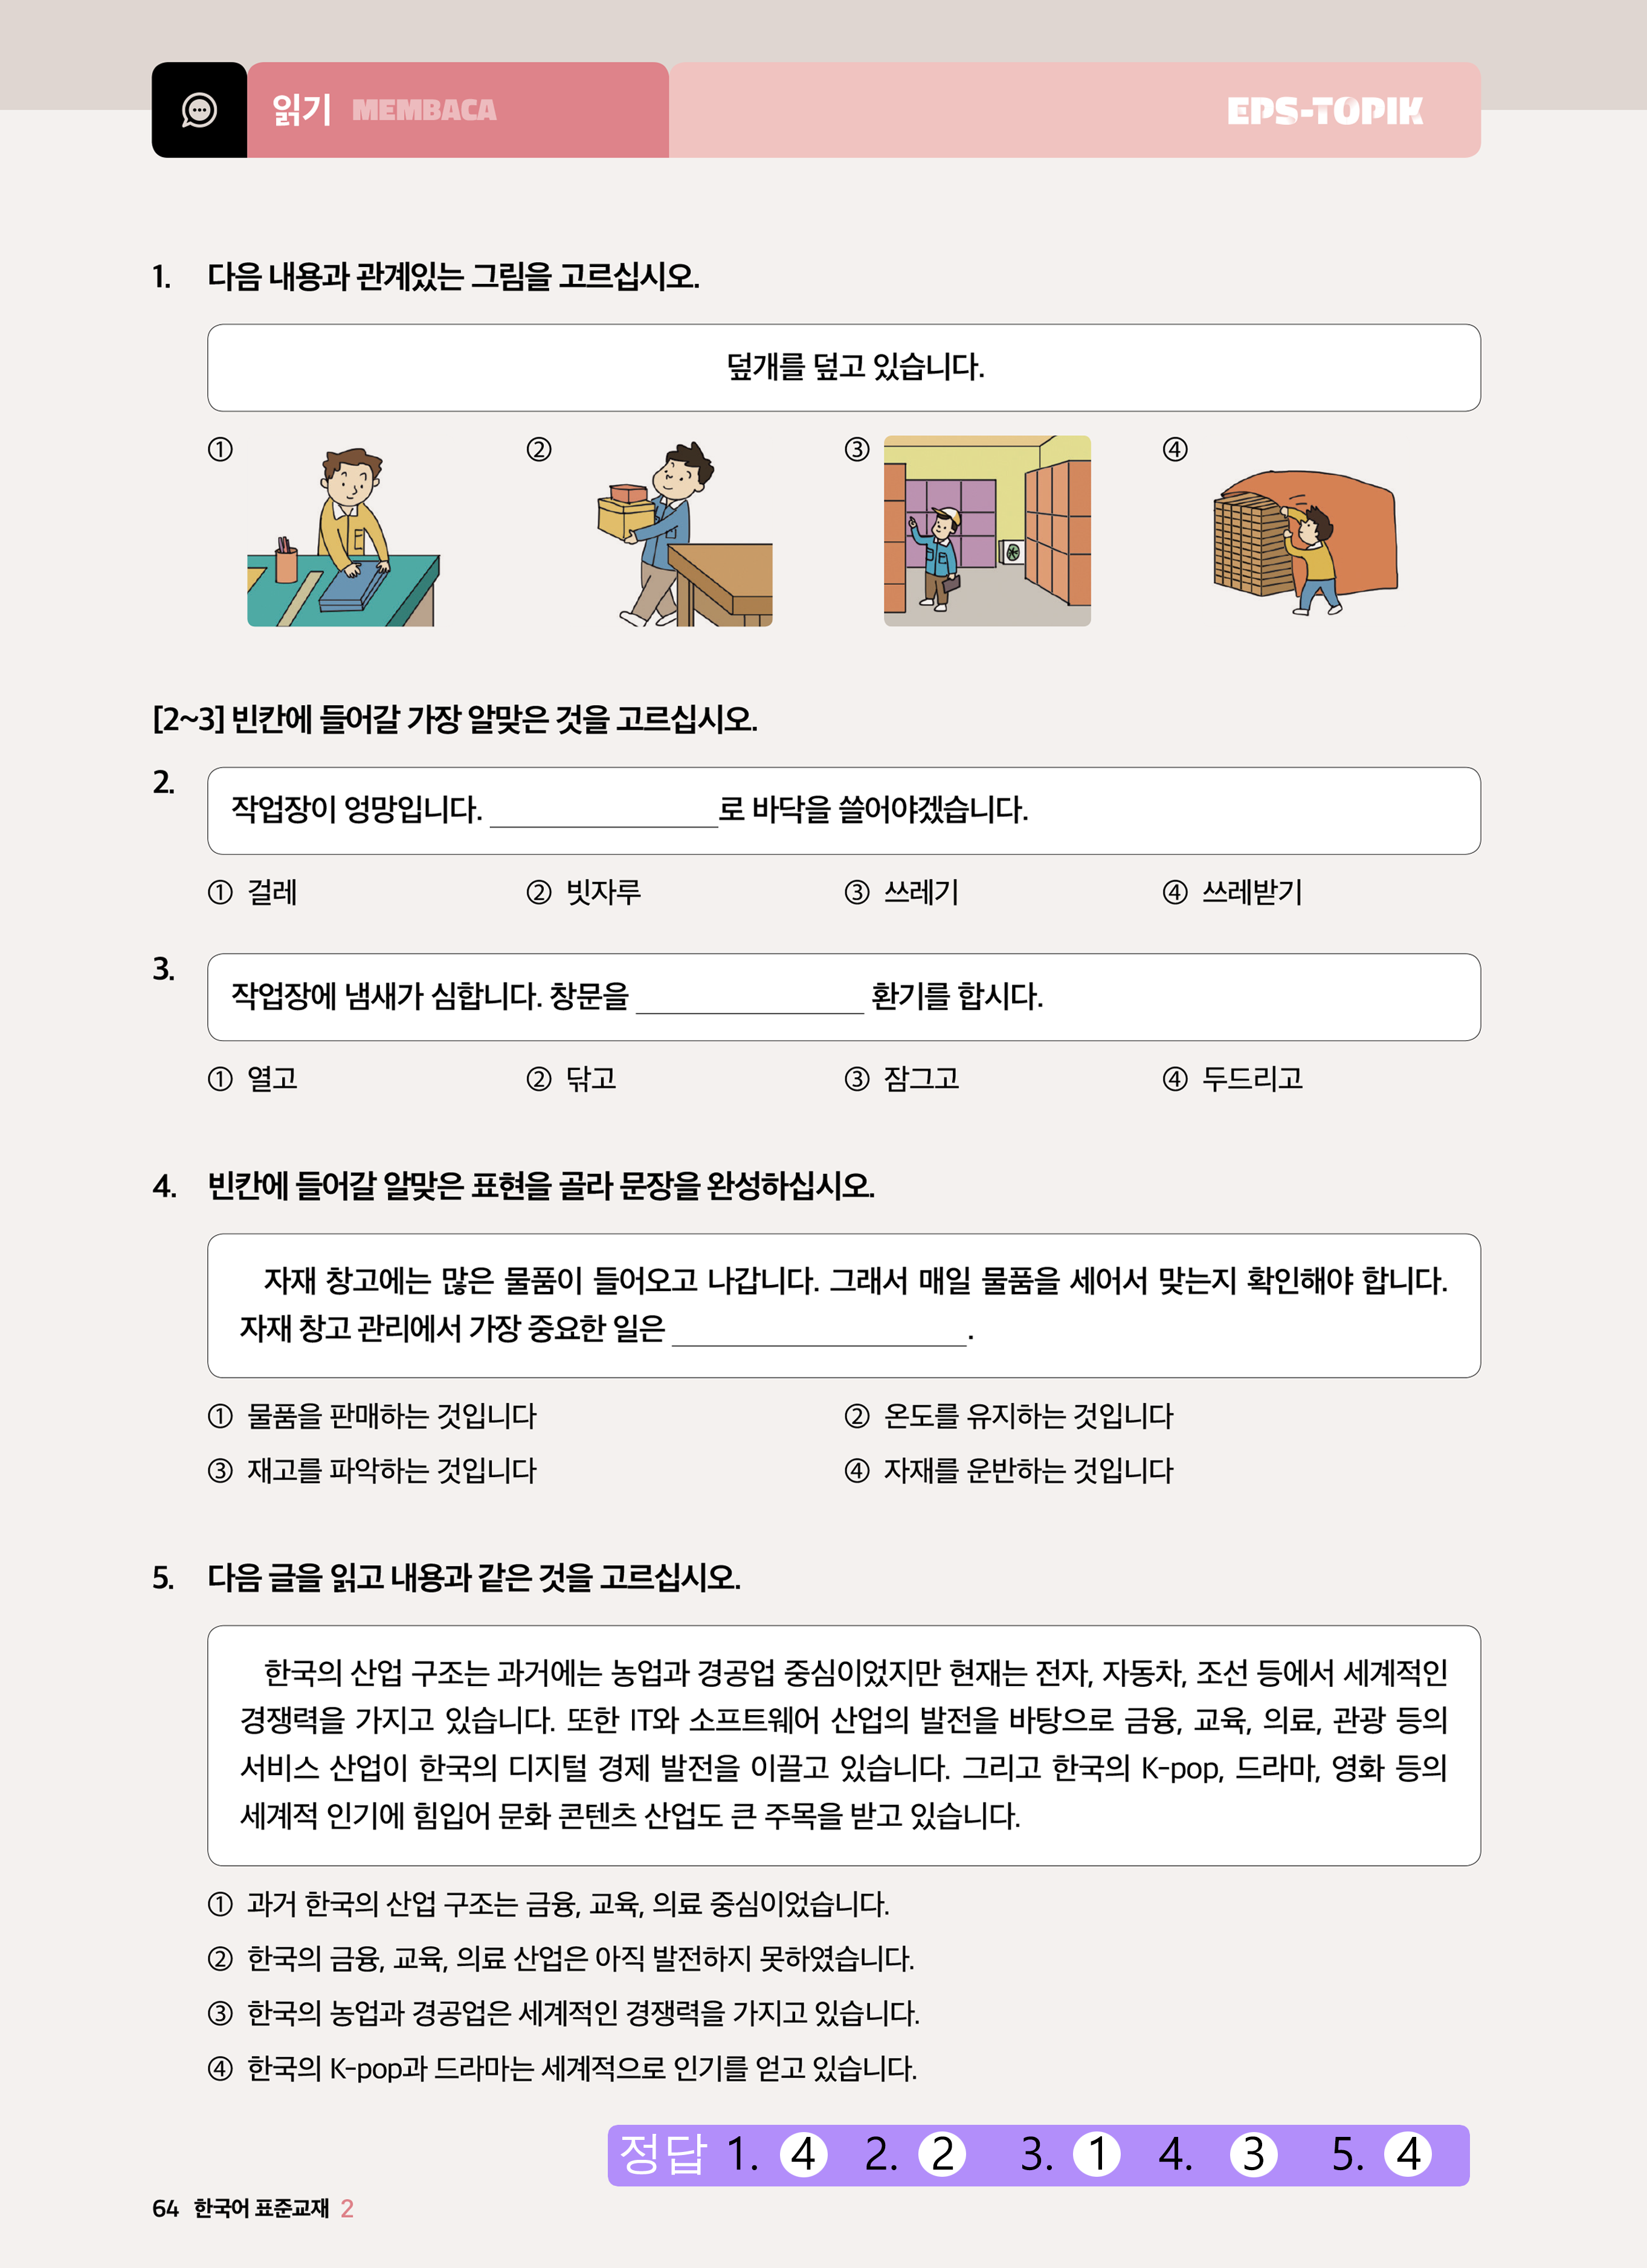 읽기 MEMBACA
EPS-TOPIK
1. 다음 내용과 관계있는 그림을 고르십시오.
덮개를 덮고 있습니다.
① ② ③ ④
[2~3] 빈칸에 들어갈 가장 알맞은 것을 고르십시오.
2. 작업장이 엉망입니다. ________로 바닥을 쓸어야겠습니다.
① 걸레 ② 빗자루 ③ 쓰레기 ④ 쓰레받기
3. 작업장에 냄새가 심합니다. 창문을 ________ 환기를 합시다.
① 열고 ② 닦고 ③ 잠그고 ④ 두드리고
4. 빈칸에 들어갈 알맞은 표현을 골라 문장을 완성하십시오.
자재 창고에는 많은 물품이 들어오고 나갑니다. 그래서 매일 물품을 세어서 맞는지 확인해야 합니다.
자재 창고 관리에서 가장 중요한 일은 ________.
① 물품을 판매하는 것입니다 ② 온도를 유지하는 것입니다
③ 재고를 파악하는 것입니다 ④ 자재를 운반하는 것입니다
5. 다음 글을 읽고 내용과 같은 것을 고르십시오.
한국의 산업 구조는 과거에는 농업과 경공업 중심이었지만 현재는 전자, 자동차, 조선 등에서 세계적인
경쟁력을 가지고 있습니다. 또한 IT와 소프트웨어 산업의 발전을 바탕으로 금융, 교육, 의료, 관광 등의
서비스 산업이 한국의 디지털 경제 발전을 이끌고 있습니다. 그리고 한국의 K-pop, 드라마, 영화 등의
세계적 인기에 힘입어 문화 콘텐츠 산업도 큰 주목을 받고 있습니다.
① 과거 한국의 산업 구조는 금융, 교육, 의료 중심이었습니다.
② 한국의 금융, 교육, 의료 산업은 아직 발전하지 못하였습니다.
③ 한국의 농업과 경공업은 세계적인 경쟁력을 가지고 있습니다.
④ 한국의 K-pop과 드라마는 세계적으로 인기를 얻고 있습니다.
정답 1. 4 2. 2 3. 1 4. 3 5. 4
64 한국어 표준교재 2